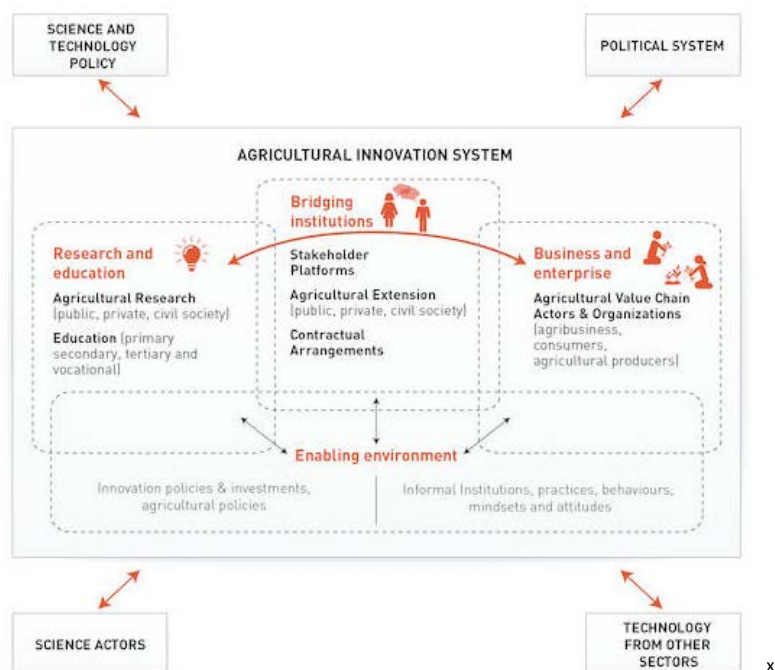 SCIENCE AND
TECHNOLOGY
POLICY
POLITICAL SYSTEM
AGRICULTURAL INNOVATION SYSTEM
Research and
education
Agricultural Research
(public, private, civil society)
Education (primary
secondary, tertiary and
vocational)
Bridging
institutions
Stakeholder
Platforms
Agricultural Extension
(public, private, civil society)
Contractual
Arrangements
Business and
enterprise
Agricultural Value Chain
Actors & Organizations
(agribusiness,
consumers,
agricultural producers)
Enabling environment
Innovation policies & investments,
agricultural policies
Informal Institutions, practices, behaviours,
mindsets and attitudes
SCIENCE ACTORS
TECHNOLOGY
FROM OTHER
SECTORS
x